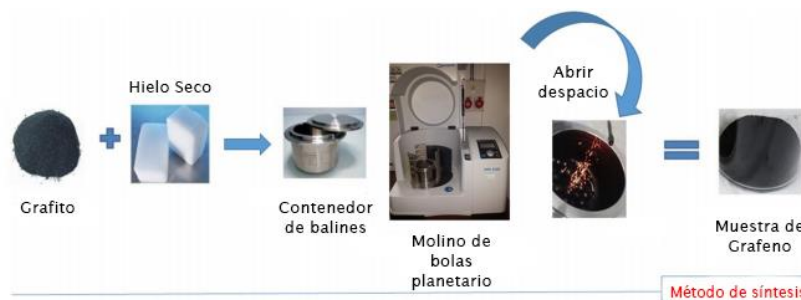 Hielo Seco
Abrir
despacio
Grafito
Contenedor
de balines
Molino de
bolas
planetario
Muestra de
Grafeno
Método de síntesis